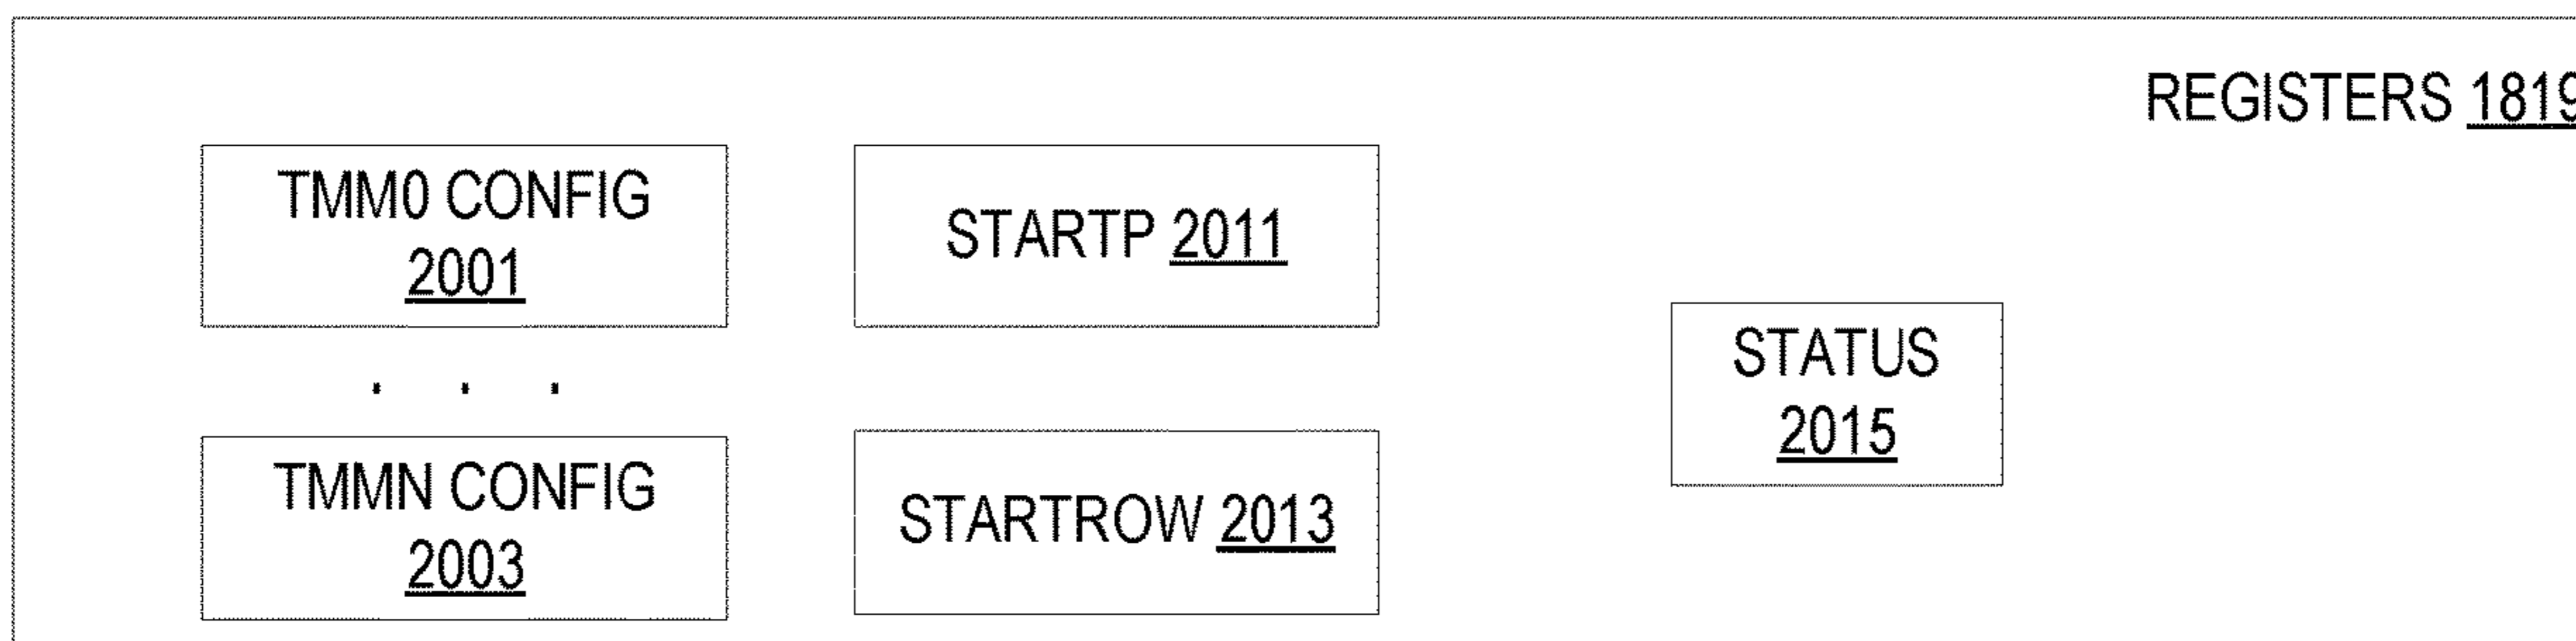 REGISTERS 1819
TMM0 CONFIG
2001
STARTP 2011
STATUS
2015
. . .
TMMN CONFIG
2003
STARTROW 2013